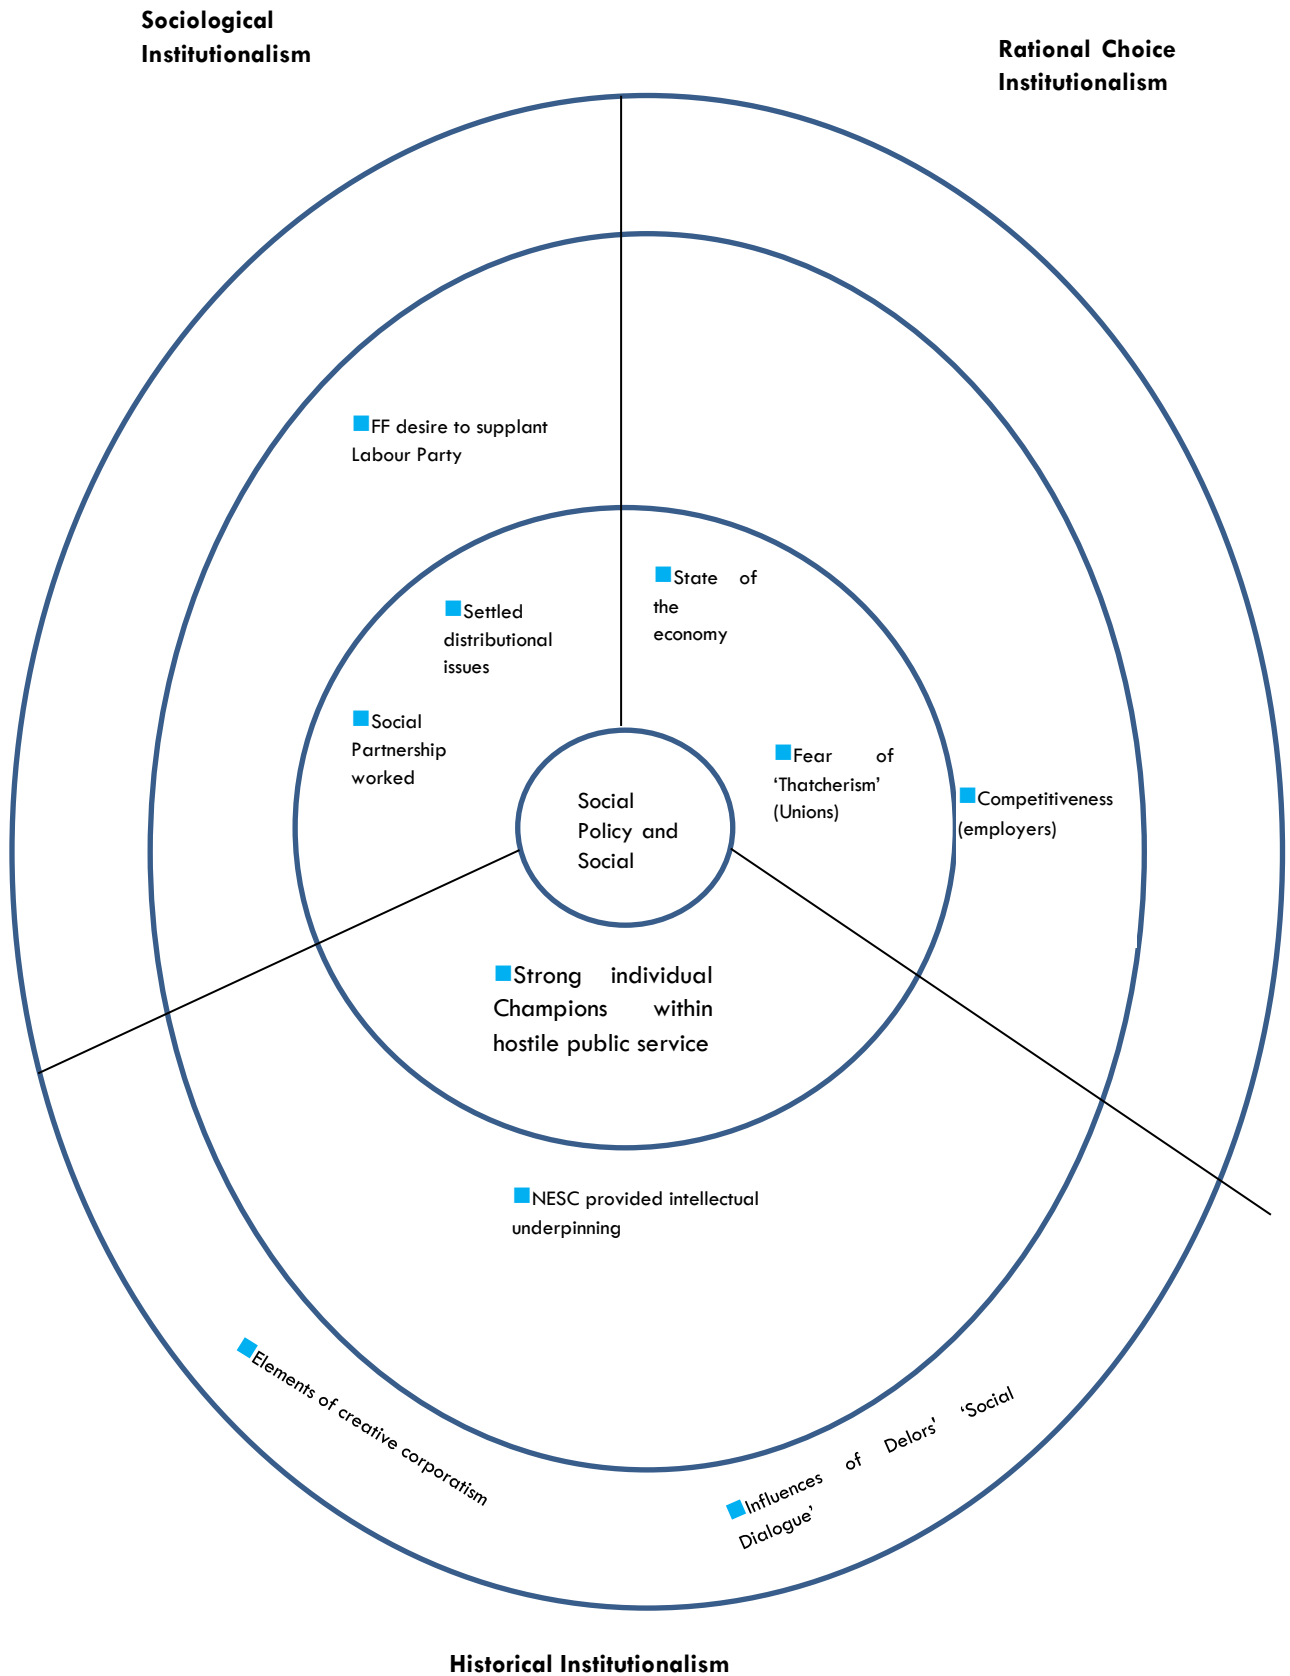 Sociological
Institutionalism
Rational Choice
Institutionalism
FF desire to supplant
Labour Party
State of
the
economy
Settled
distributional
issues
Social
Partnership
worked
Fear of
‘Thatcherism’
(Unions)
Competitiveness
(employers)
Social
Policy and
Social
Strong individual
Champions within
hostile public service
NESC provided intellectual
underpinning
Elements of creative corporatism
Influences of Delors’ ‘Social
Dialogue’
Historical Institutionalism